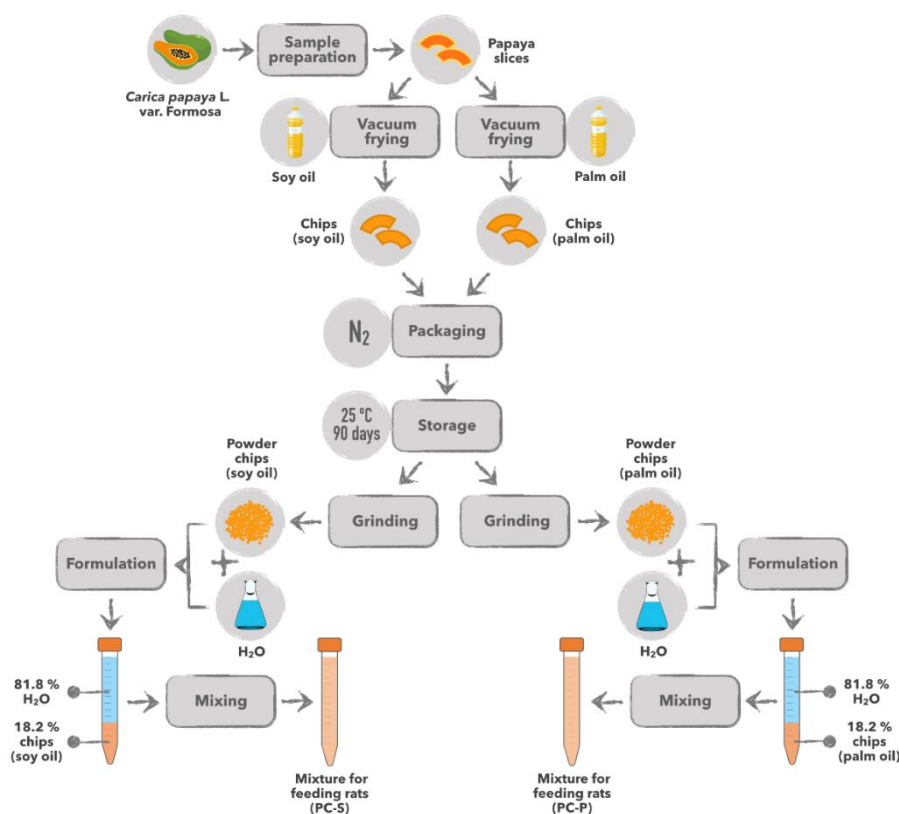 Sample
preparation
Papaya
slices
Carica papaya L.
var. Formosa
Vacuum
frying
Vacuum
frying
Soy oil
Palm oil
Chips
(soy oil)
Chips
(palm oil)
N₂
Packaging
25 ºC
90 days
Storage
Powder
chips
(soy oil)
Powder
chips
(palm oil)
Grinding
Grinding
Formulation
Formulation
H₂O
H₂O
81.8 %
H₂O
18.2 %
chips
(soy oil)
Mixing
Mixing
81.8 %
H₂O
18.2 %
chips
(palm oil)
Mixture for
feeding rats
(PC-S)
Mixture for
feeding rats
(PC-P)